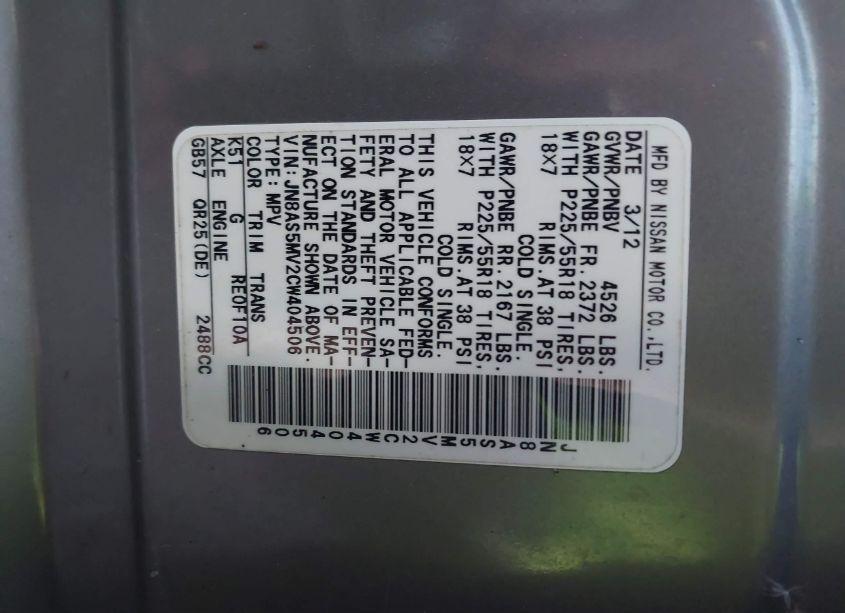 MFD BY NISSAN MOTOR CO.,LTD.
DATE 3/12
GVWR/PNBV 4526 LBS.
GAWR/PNBE FR.2372 LBS.
WITH P225/55R18 TIRES,
18X7 RIMS.AT 38 PSI
COLD SINGLE.
GAWR/PNBE RR.2167 LBS.
WITH P225/55R18 TIRES,
18X7 RIMS.AT 38 PSI
COLD SINGLE.
THIS VEHICLE CONFORMS
TO ALL APPLICABLE FED-
ERAL MOTOR VEHICLE SA-
FETY AND THEFT PREVEN-
TION STANDARDS IN EFF-
ECT ON THE DATE OF MA-
NUFACTURE SHOWN ABOVE.
VIN:JN8AS5MV2CW404506
TYPE:MPV
COLOR TRIM TRANS
K51 G RE0F10A
AXLE ENGINE
GB57 QR25(DE) 2488CC
JN8AS5MV2CW404506